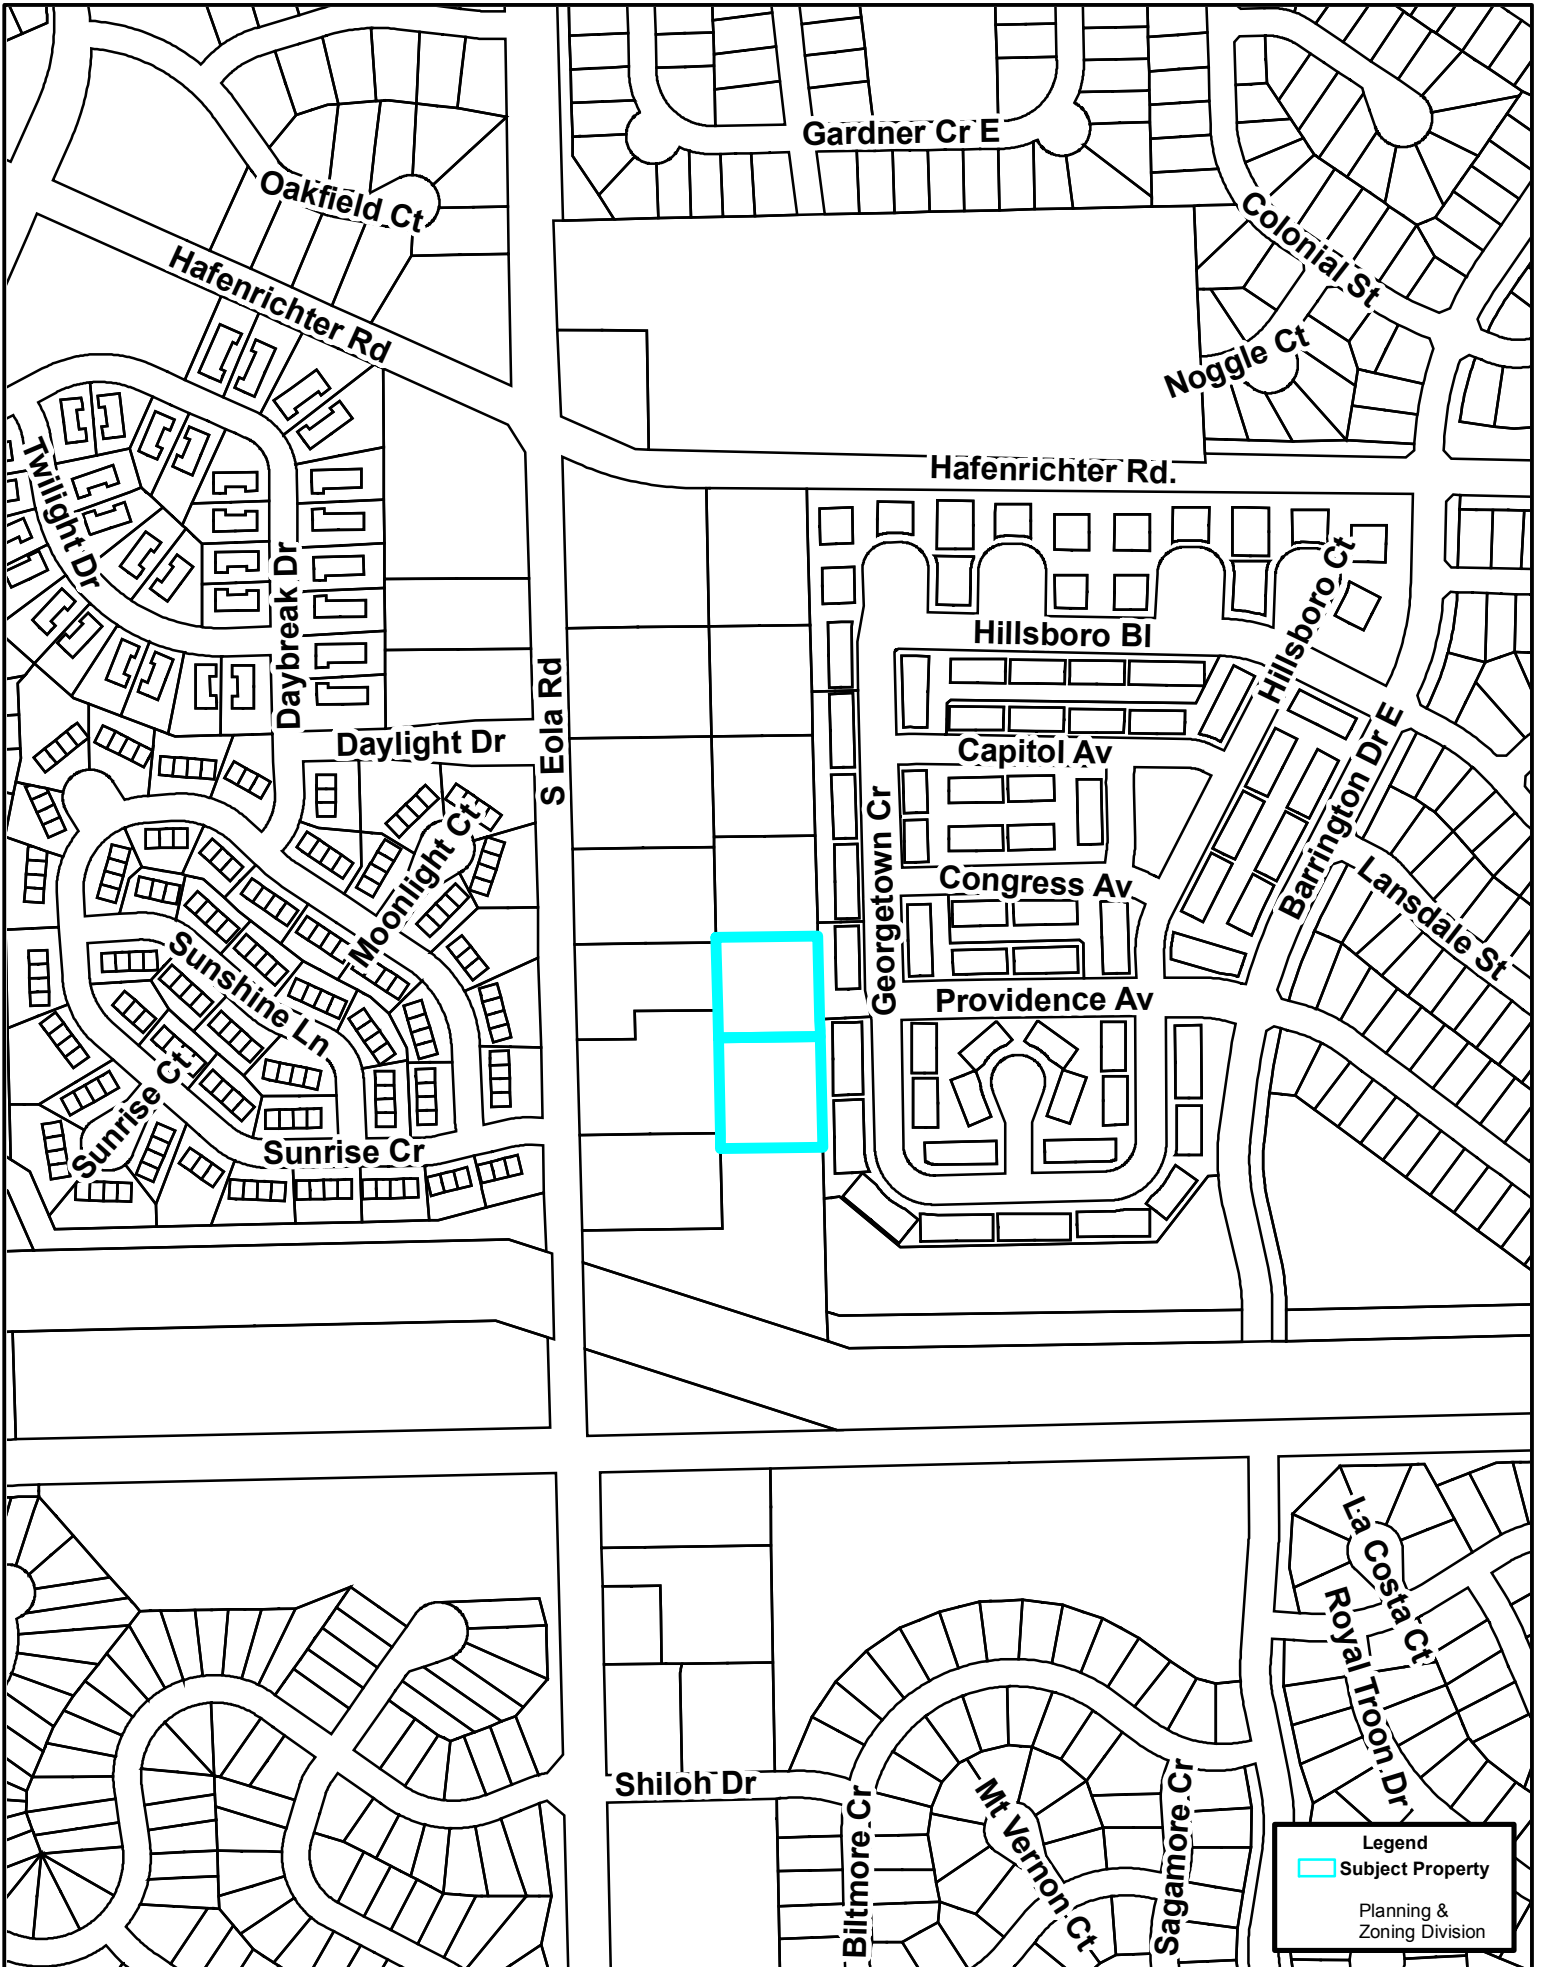 Gardner Cr E
Oakfield Ct
Colonial St
Hafenrichter Rd
Noggle Ct
Hafenrichter Rd.
Twilight Dr
Daybreak Dr
Hillsboro Ct
Hillsboro Bl
S Eola Rd
Daylight Dr
Capitol Av
Barrington Dr E
Georgetown Cr
Moonlight Ct
Congress Av
Lansdale St
Sunshine Ln
Providence Av
Sunrise Ct
Sunrise Cr
La Costa Ct
Royal Troon Dr
Shiloh Dr
Biltmore Cr
Mt Vernon Ct
Sagamore Cr
Legend
Subject Property
Planning &
Zoning Division